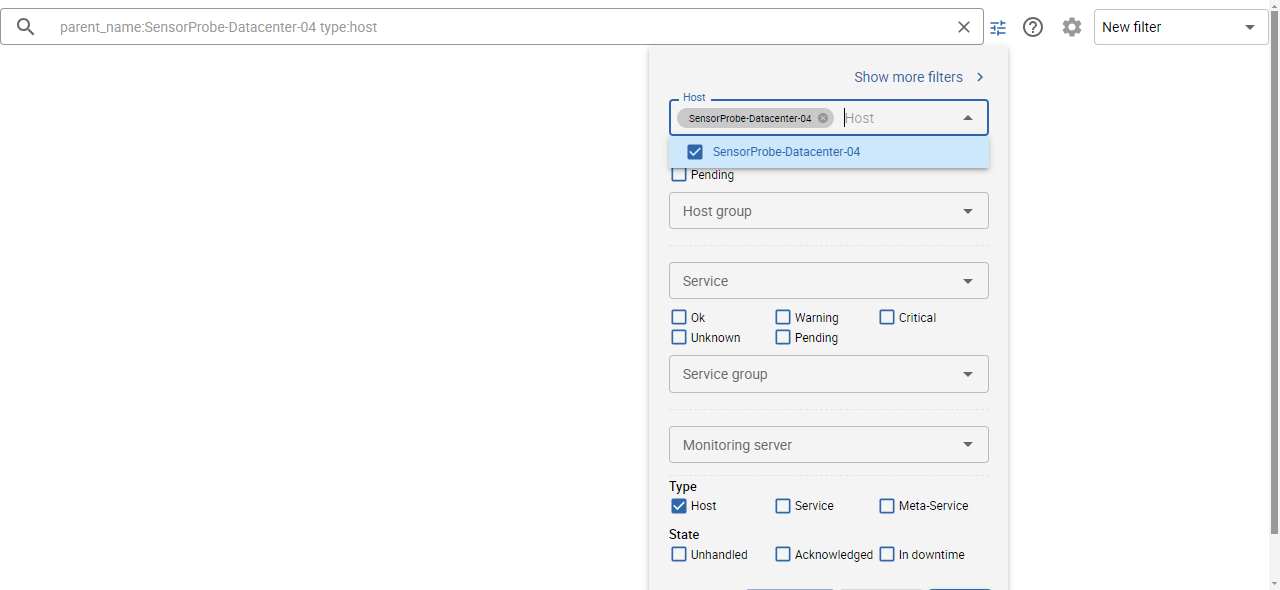 parent_name:SensorProbe-Datacenter-04 type:host
New filter
Show more filters
Host
SensorProbe-Datacenter-04 Host
SensorProbe-Datacenter-04
Pending
Host group
Service
Ok Warning Critical
Unknown Pending
Service group
Monitoring server
Type
Host Service Meta-Service
State
Unhandled Acknowledged In downtime